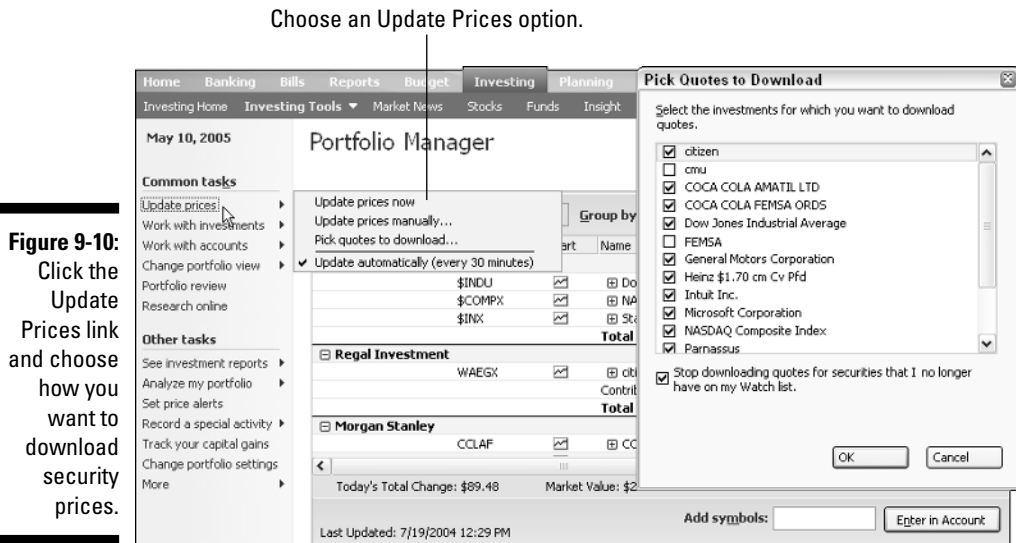 Choose an Update Prices option.
Home Banking Bills Reports Budget Investing Planning
Investing Home Investing Tools Market News Stocks Funds Insight
May 10, 2005
Portfolio Manager
Common tasks
Update prices
Work with investments
Work with accounts
Change portfolio view
Portfolio review
Research online
Other tasks
See investment reports
Analyze my portfolio
Set price alerts
Record a special activity
Track your capital gains
Change portfolio settings
More
Update prices now
Update prices manually...
Pick quotes to download...
Update automatically (every 30 minutes)
Group by
art Name
$INDU Do
$COMPX NA
$INX Sta
Total
Regal Investment
WAEGX citi
Contrib
Total
Morgan Stanley
CCLAF CO
Today's Total Change: $89.48 Market Value: $2
Last Updated: 7/19/2004 12:29 PM
Add symbols:
Enter in Account
Pick Quotes to Download
Select the investments for which you want to download
quotes.
citizen
cmu
COCA COLA AMATIL LTD
COCA COLA FEMSA ORDS
Dow Jones Industrial Average
FEMSA
General Motors Corporation
Heinz $1.70 cm Cv Pfd
Intuit Inc.
Microsoft Corporation
NASDAQ Composite Index
Parnassus
Stop downloading quotes for securities that I no longer
have on my Watch list.
OK Cancel
Figure 9-10:
Click the
Update
Prices link
and choose
how you
want to
download
security
prices.